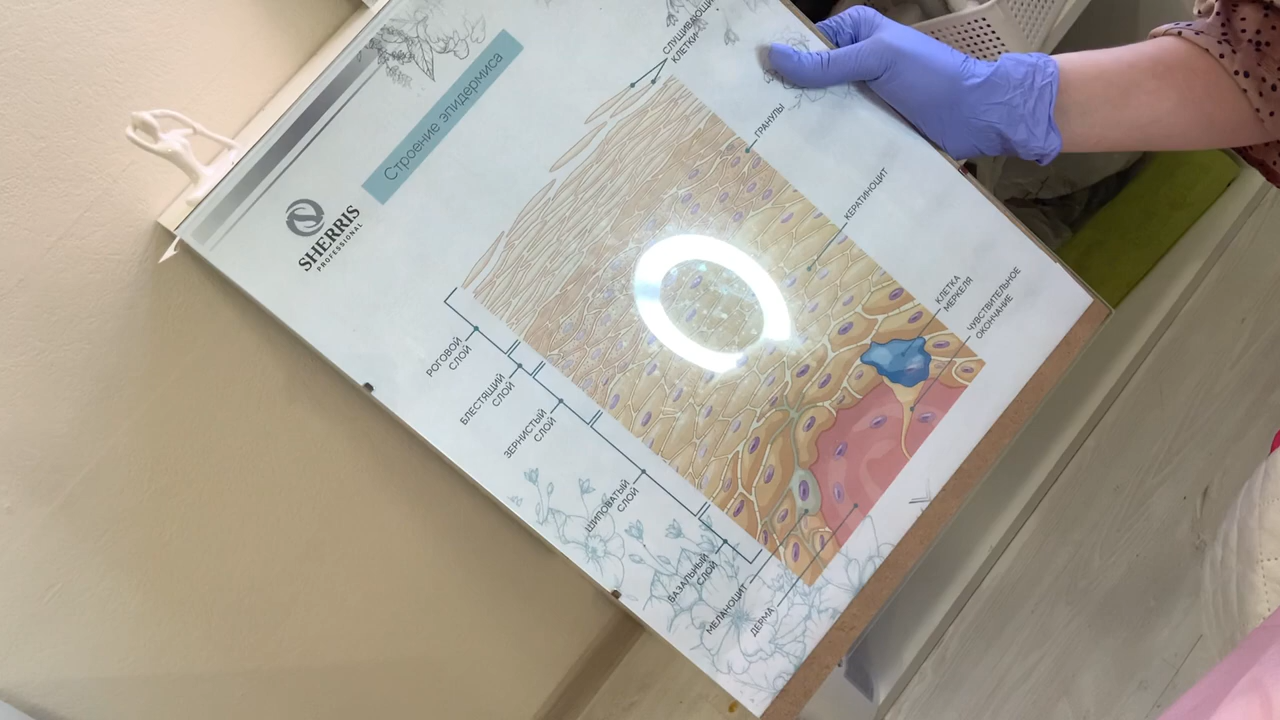 SHERRIS
PROFESSIONAL
Строение эпидермиса
СЛУЩИВАЮЩИЕ
КЛЕТКИ
ГРАНУЛЫ
КЕРАТИНОЦИТ
КЛЕТКА
МЕРКЕЛЯ
ЧУВСТВИТЕЛЬНОЕ
ОКОНЧАНИЕ
РОГОВОЙ
СЛОЙ
БЛЕСТЯЩИЙ
СЛОЙ
ЗЕРНИСТЫЙ
СЛОЙ
ШИПОВАТЫЙ
СЛОЙ
БАЗАЛЬНЫЙ
СЛОЙ
МЕЛАНОЦИТ
ДЕРМА